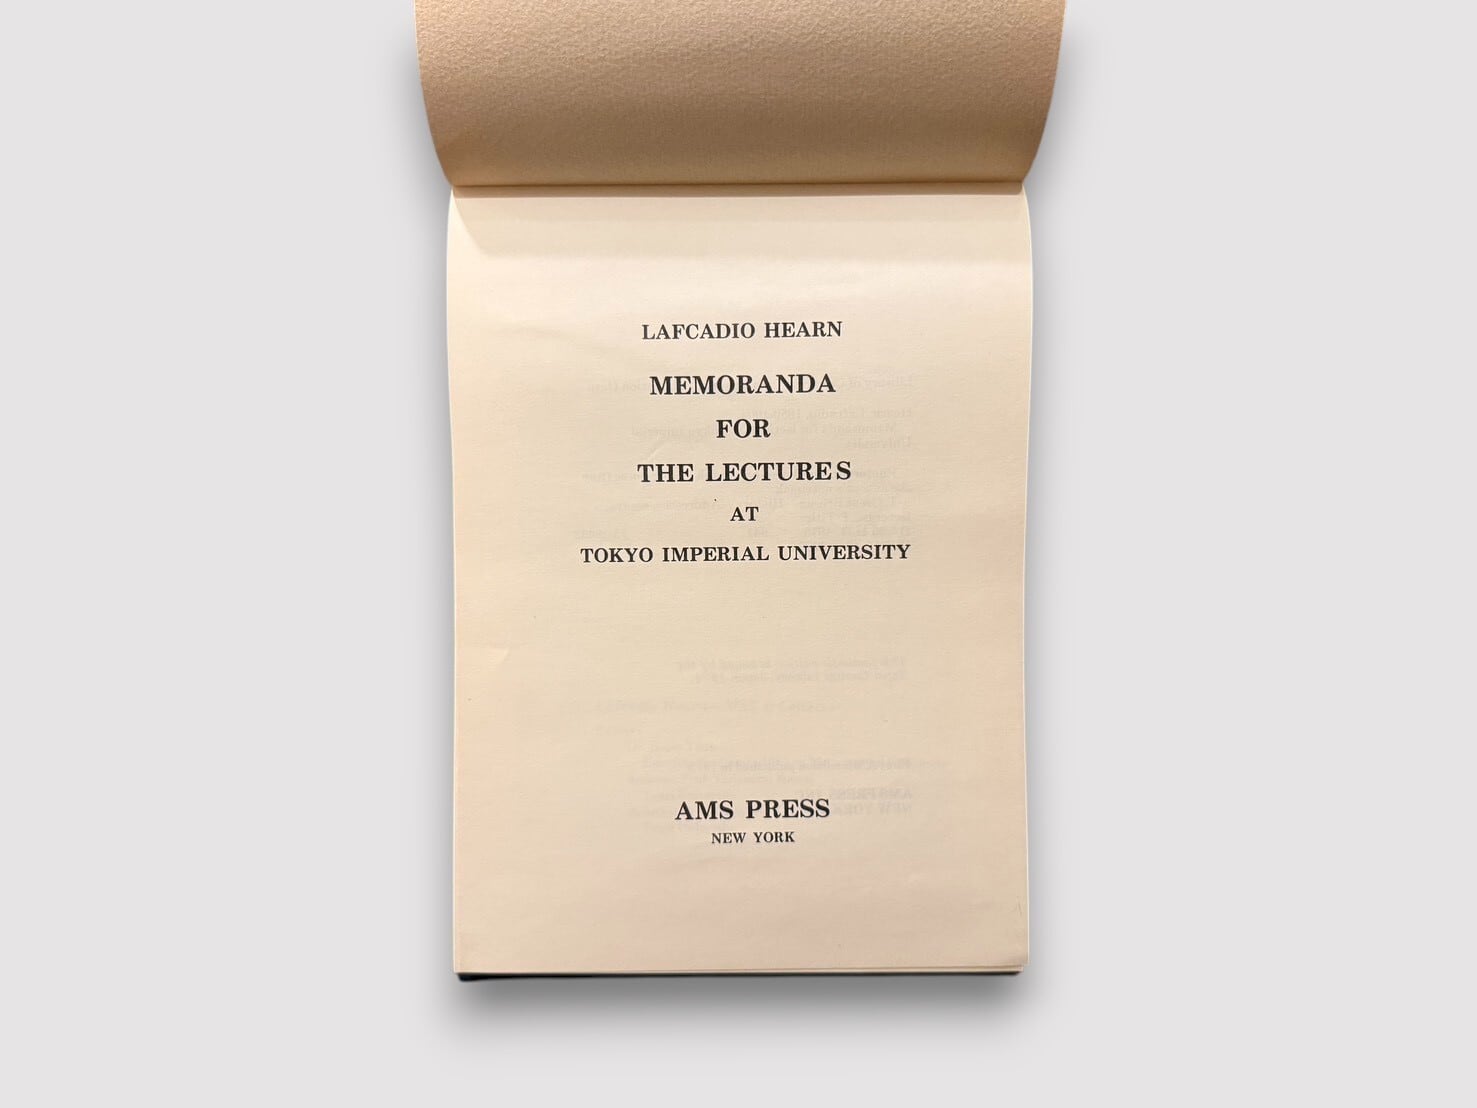 LAFCADIO HEARN
MEMORANDA
FOR
THE LECTURES
AT
TOKYO IMPERIAL UNIVERSITY
AMS PRESS
NEW YORK